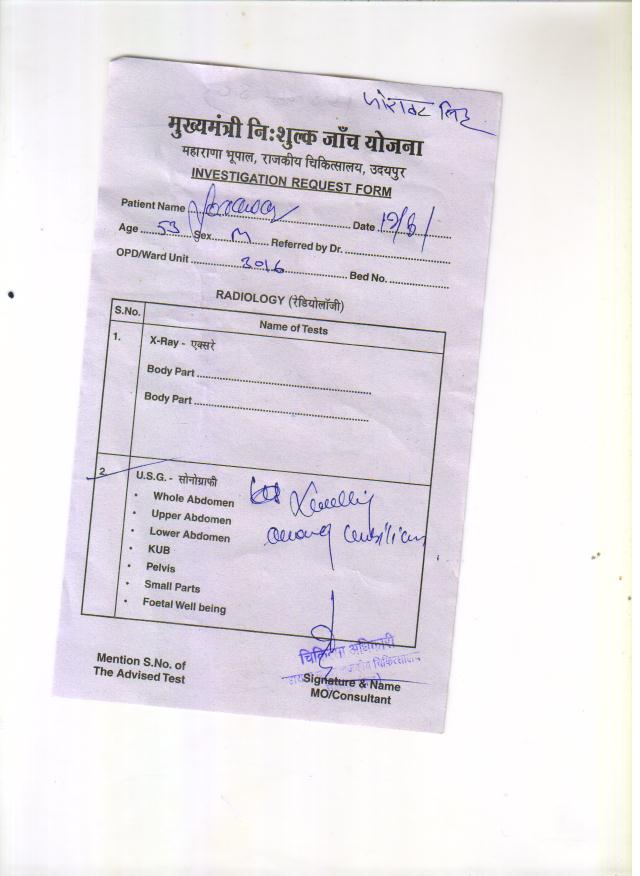 मुख्यमंत्री नि:शुल्क जाँच योजना
महाराणा भूपाल, राजकीय चिकित्सालय, उदयपुर
INVESTIGATION REQUEST FORM
Patient Name ........ Date 19/6/
Age 53 Sex M Referred by Dr.
OPD/Ward Unit 3016 Bed No.
RADIOLOGY (रेडियोलॉजी)
S.No. Name of Tests
1. X-Ray - एक्सरे
Body Part
Body Part
2 U.S.G. - सोनोग्राफी
• Whole Abdomen
• Upper Abdomen
• Lower Abdomen
• KUB
• Pelvis
• Small Parts
• Foetal Well being
चिकित्सा अधिकारी
Mention S.No. of
The Advised Test
Signature & Name
MO/Consultant